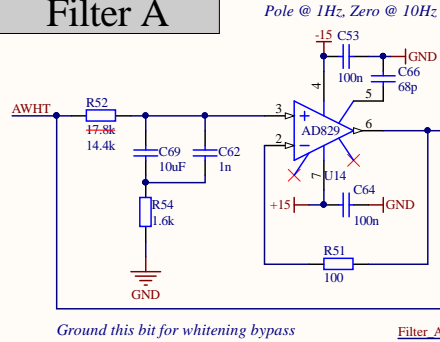 Filter A
Pole @ 1Hz, Zero @ 10Hz
-15
C53
100n
GND
C66
68p
4
5
AWHT
R52
17.8k
14.4k
3
2
AD829
6
C69
10uF
C62
1n
7
U14
R54
1.6k
+15
C64
100n
GND
GND
R51
100
Ground this bit for whitening bypass
Filter_A